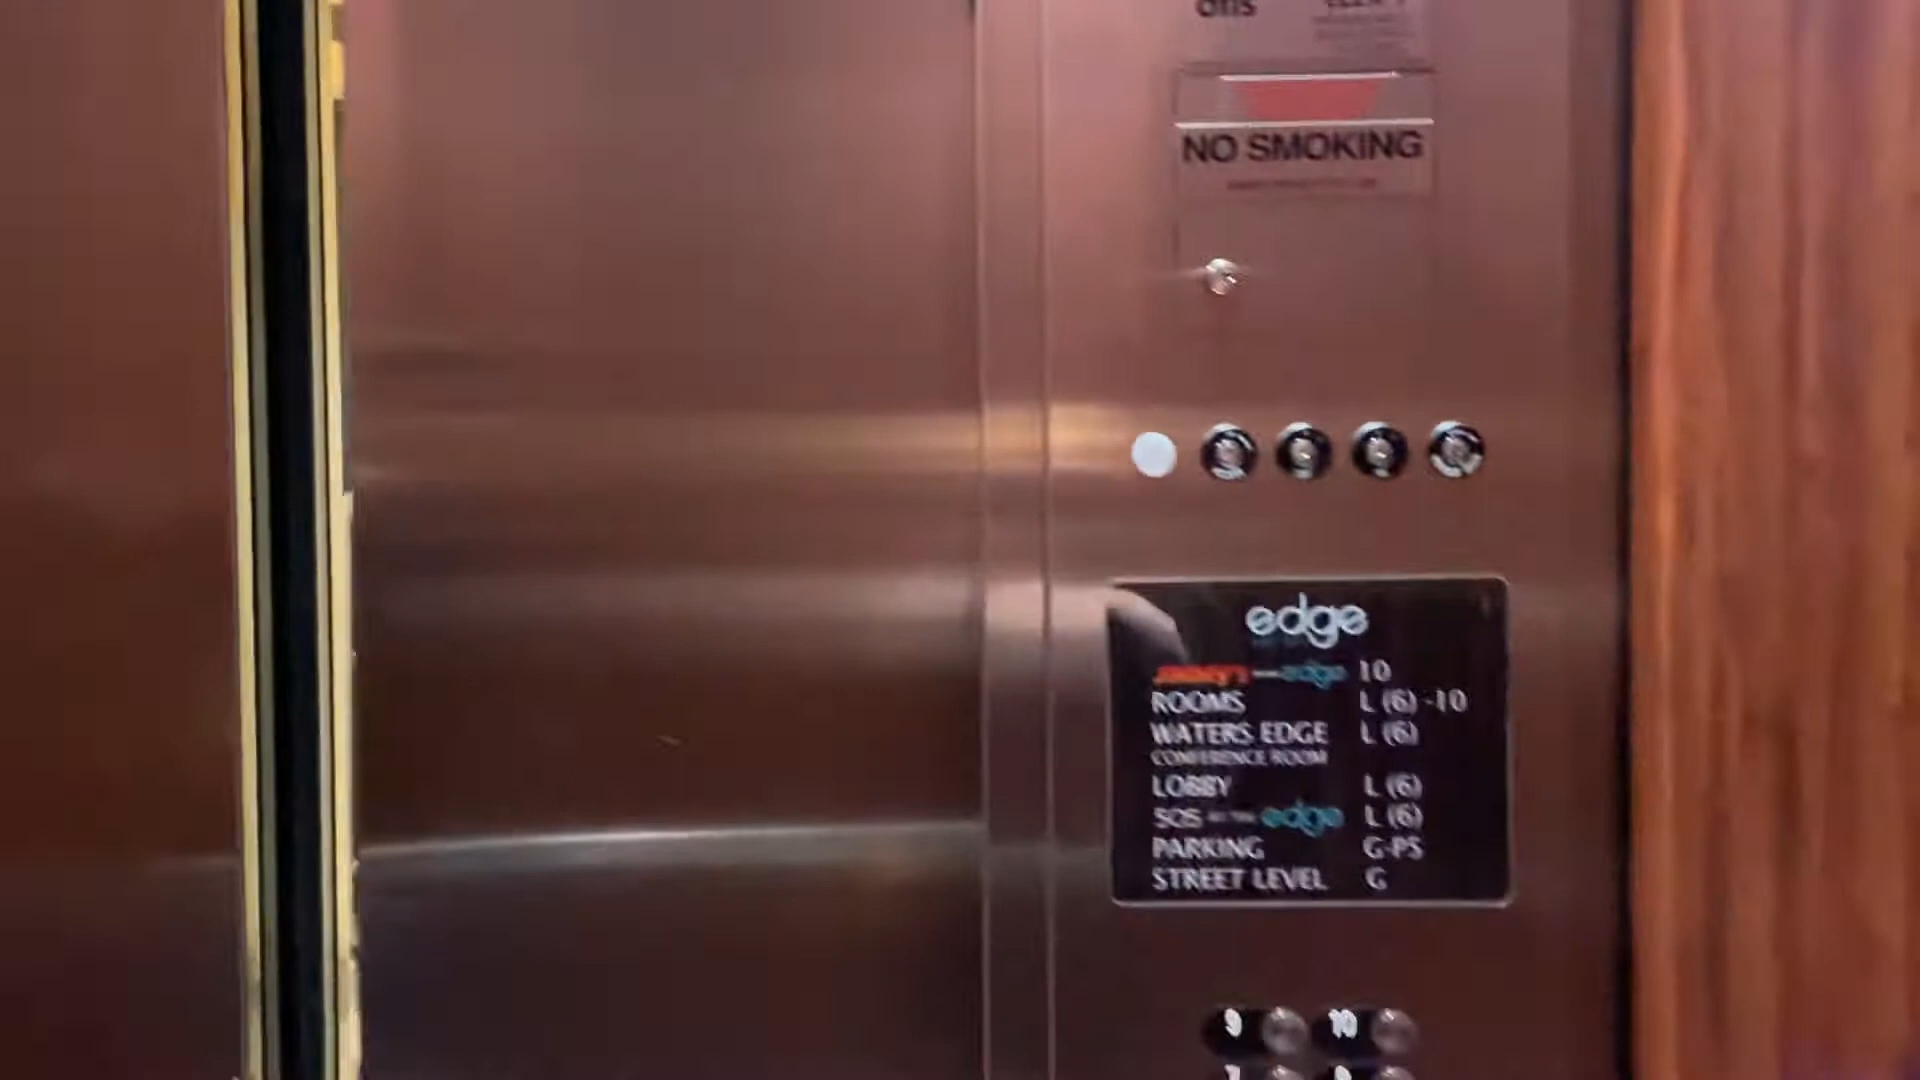 otis
NO SMOKING
edge
edge 10
ROOMS L (6) -10
WATERS EDGE L (6)
CONFERENCE ROOM
LOBBY L (6)
SOS edge L (6)
PARKING G-P5
STREET LEVEL G
9 10